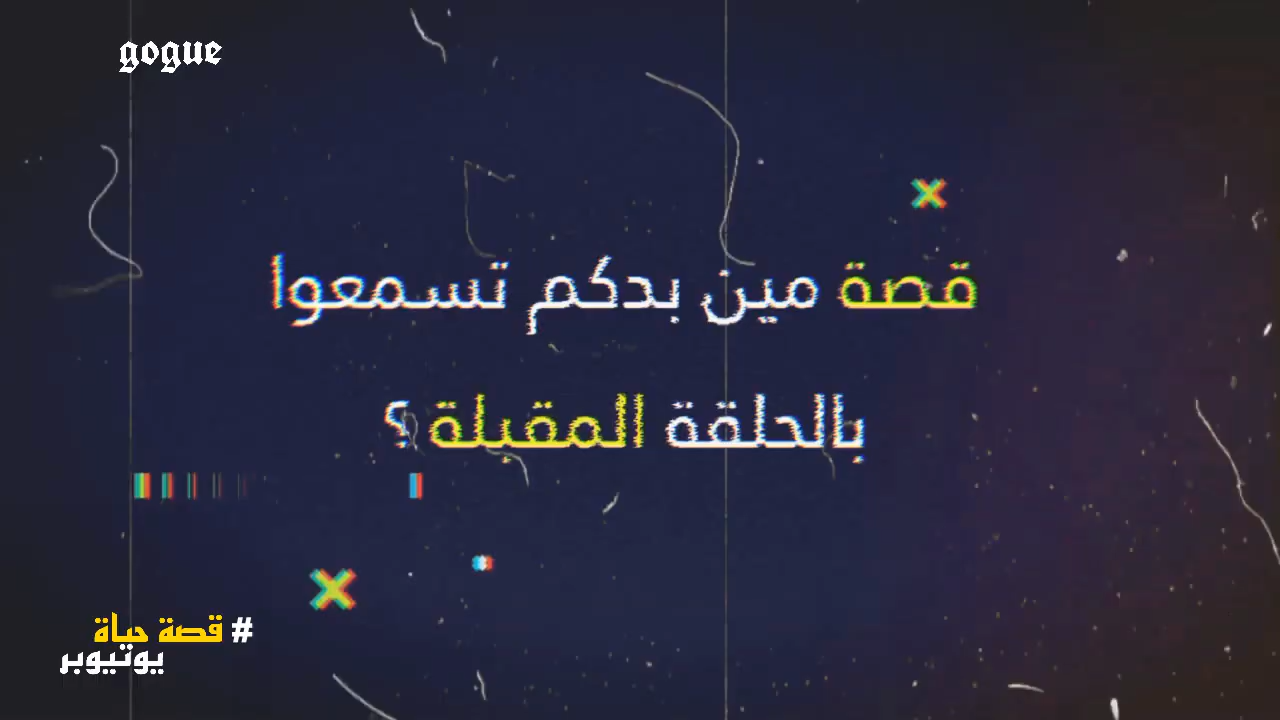 gogue
قصة مين بدكم تسمعوا
بالحلقة المقبلة ؟
# قصة حياة
يوتيوبر